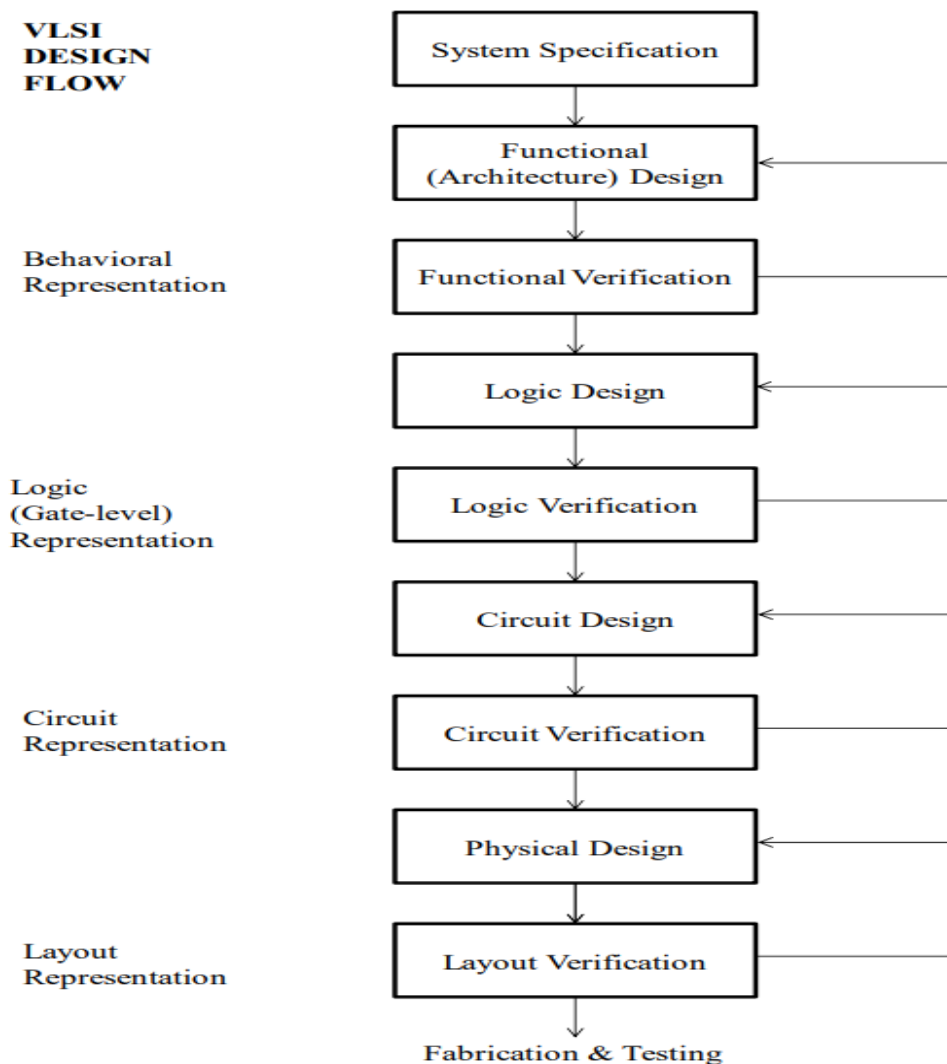 VLSI
DESIGN
FLOW
System Specification
Functional
(Architecture) Design
Behavioral
Representation
Functional Verification
Logic Design
Logic
(Gate-level)
Representation
Logic Verification
Circuit Design
Circuit
Representation
Circuit Verification
Physical Design
Layout
Representation
Layout Verification
Fabrication & Testing